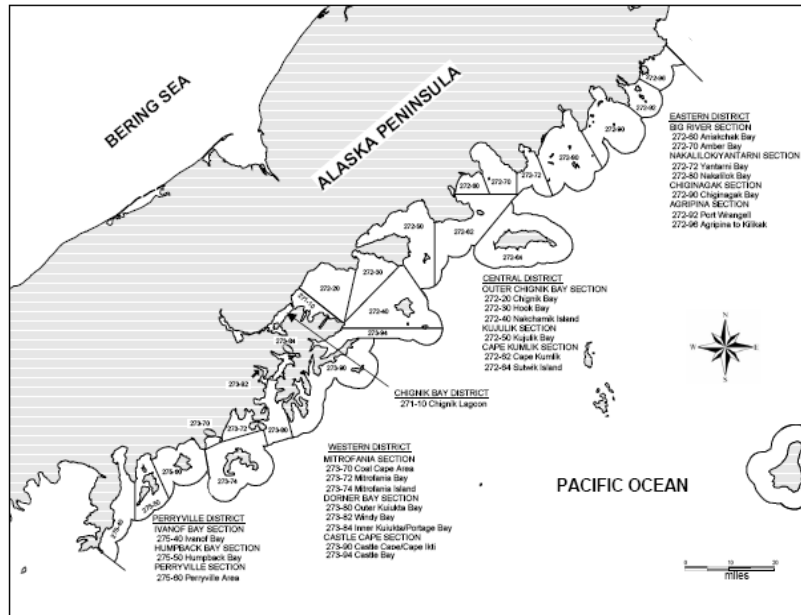 BERING SEA
ALASKA PENINSULA
272-96
272-92
272-90
272-80
272-72
272-70
272-60
272-62
272-64
272-50
272-30
272-20
272-40
271-10
273-94
273-84
273-90
273-82
273-80
273-70
273-72
273-74
275-60
275-50
275-40
EASTERN DISTRICT
BIG RIVER SECTION
272-60 Aniakchak Bay
272-70 Amber Bay
NAKALILOK/YANTARNI SECTION
272-72 Yantarni Bay
272-80 Nakalilok Bay
CHIGINAGAK SECTION
272-90 Chiginagak Bay
AGRIPINA SECTION
272-92 Port Wrangell
272-96 Agripina to Kilikak
CENTRAL DISTRICT
OUTER CHIGNIK BAY SECTION
272-20 Chignik Bay
272-30 Hook Bay
272-40 Nakchamik Island
KUJULIK SECTION
272-50 Kujulik Bay
CAPE KUMLIK SECTION
272-62 Cape Kumlik
272-64 Sutwik Island
N
W E
S
CHIGNIK BAY DISTRICT
271-10 Chignik Lagoon
WESTERN DISTRICT
MITROFANIA SECTION
273-70 Coal Cape Area
273-72 Mitrofania Bay
273-74 Mitrofania Island
DORNER BAY SECTION
273-80 Outer Kuiukta Bay
273-82 Windy Bay
273-84 Inner Kuiukta/Portage Bay
CASTLE CAPE SECTION
273-90 Castle Cape/Cape Ikti
273-94 Castle Bay
PACIFIC OCEAN
PERRYVILLE DISTRICT
IVANOF BAY SECTION
275-40 Ivanof Bay
HUMPBACK BAY SECTION
275-50 Humpback Bay
PERRYVILLE SECTION
275-60 Perryville Area
0 10 20
miles